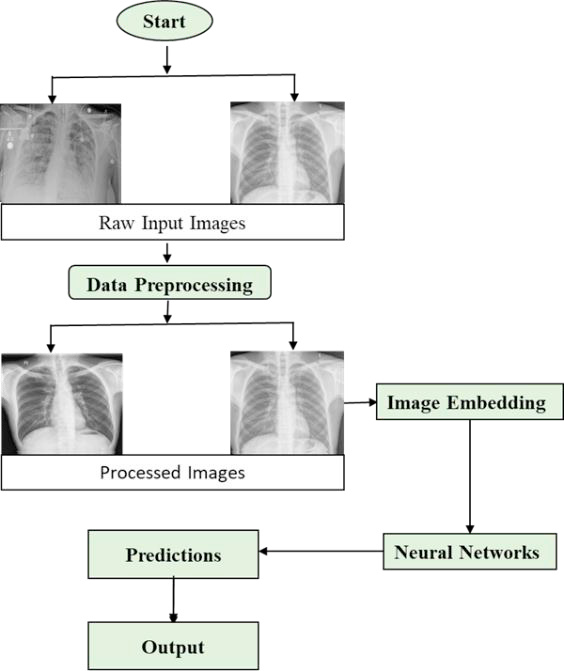 Start
Raw Input Images
Data Preprocessing
Processed Images
Image Embedding
Neural Networks
Predictions
Output